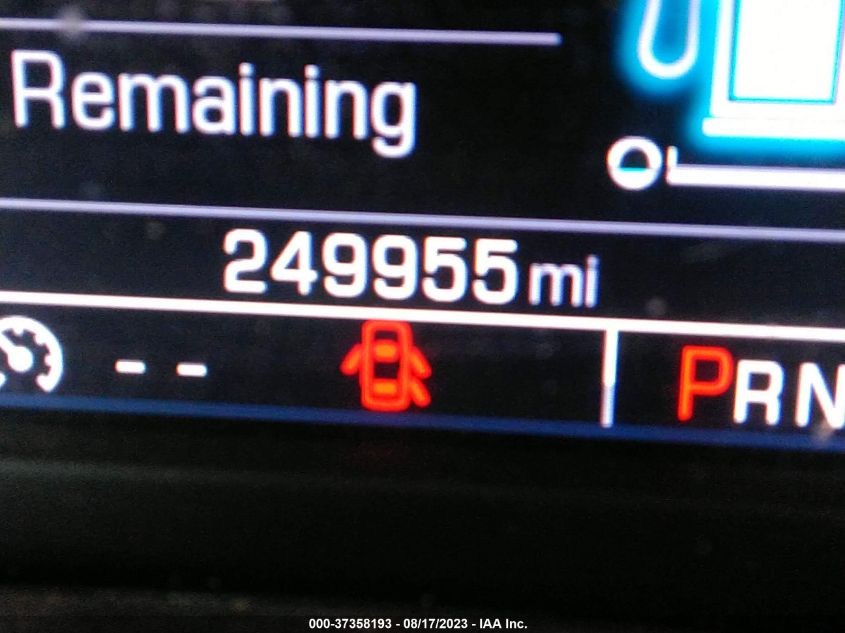 Remaining
249955 mi
-- PRN
000-37358193 - 08/17/2023 - IAA Inc.